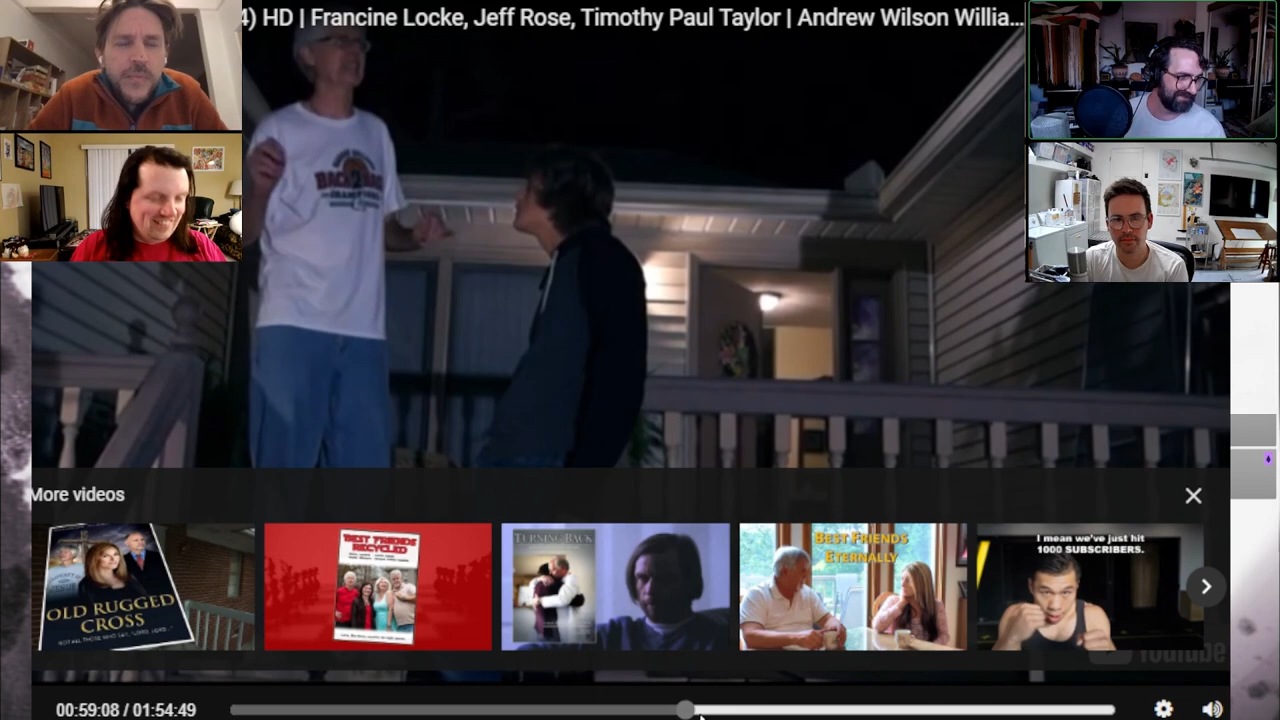 4) HD | Francine Locke, Jeff Rose, Timothy Paul Taylor | Andrew Wilson Willia...
More videos
OLD RUGGED
CROSS
BEST FRIENDS
RECYCLED
TURNING BACK
BEST FRIENDS
ETERNALLY
I mean we've just hit
1000 SUBSCRIBERS.
YouTube
00:59:08 / 01:54:49